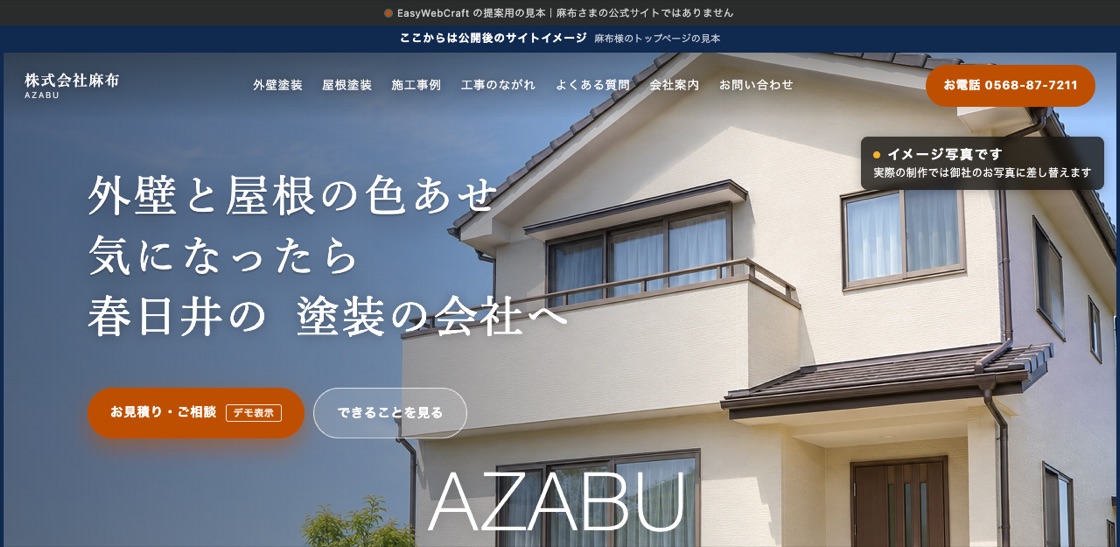 EasyWebCraft の提案用の見本｜麻布さまの公式サイトではありません
ここからは公開後のサイトイメージ 麻布様のトップページの見本
株式会社麻布
AZABU
外壁塗装 屋根塗装 施工事例 工事のながれ よくある質問 会社案内 お問い合わせ
お電話 0568-87-7211
イメージ写真です
実際の制作では御社のお写真に差し替えます
外壁と屋根の色あせ
気になったら
春日井の 塗装の会社へ
お見積り・ご相談 デモ表示
できることを見る
AZABU